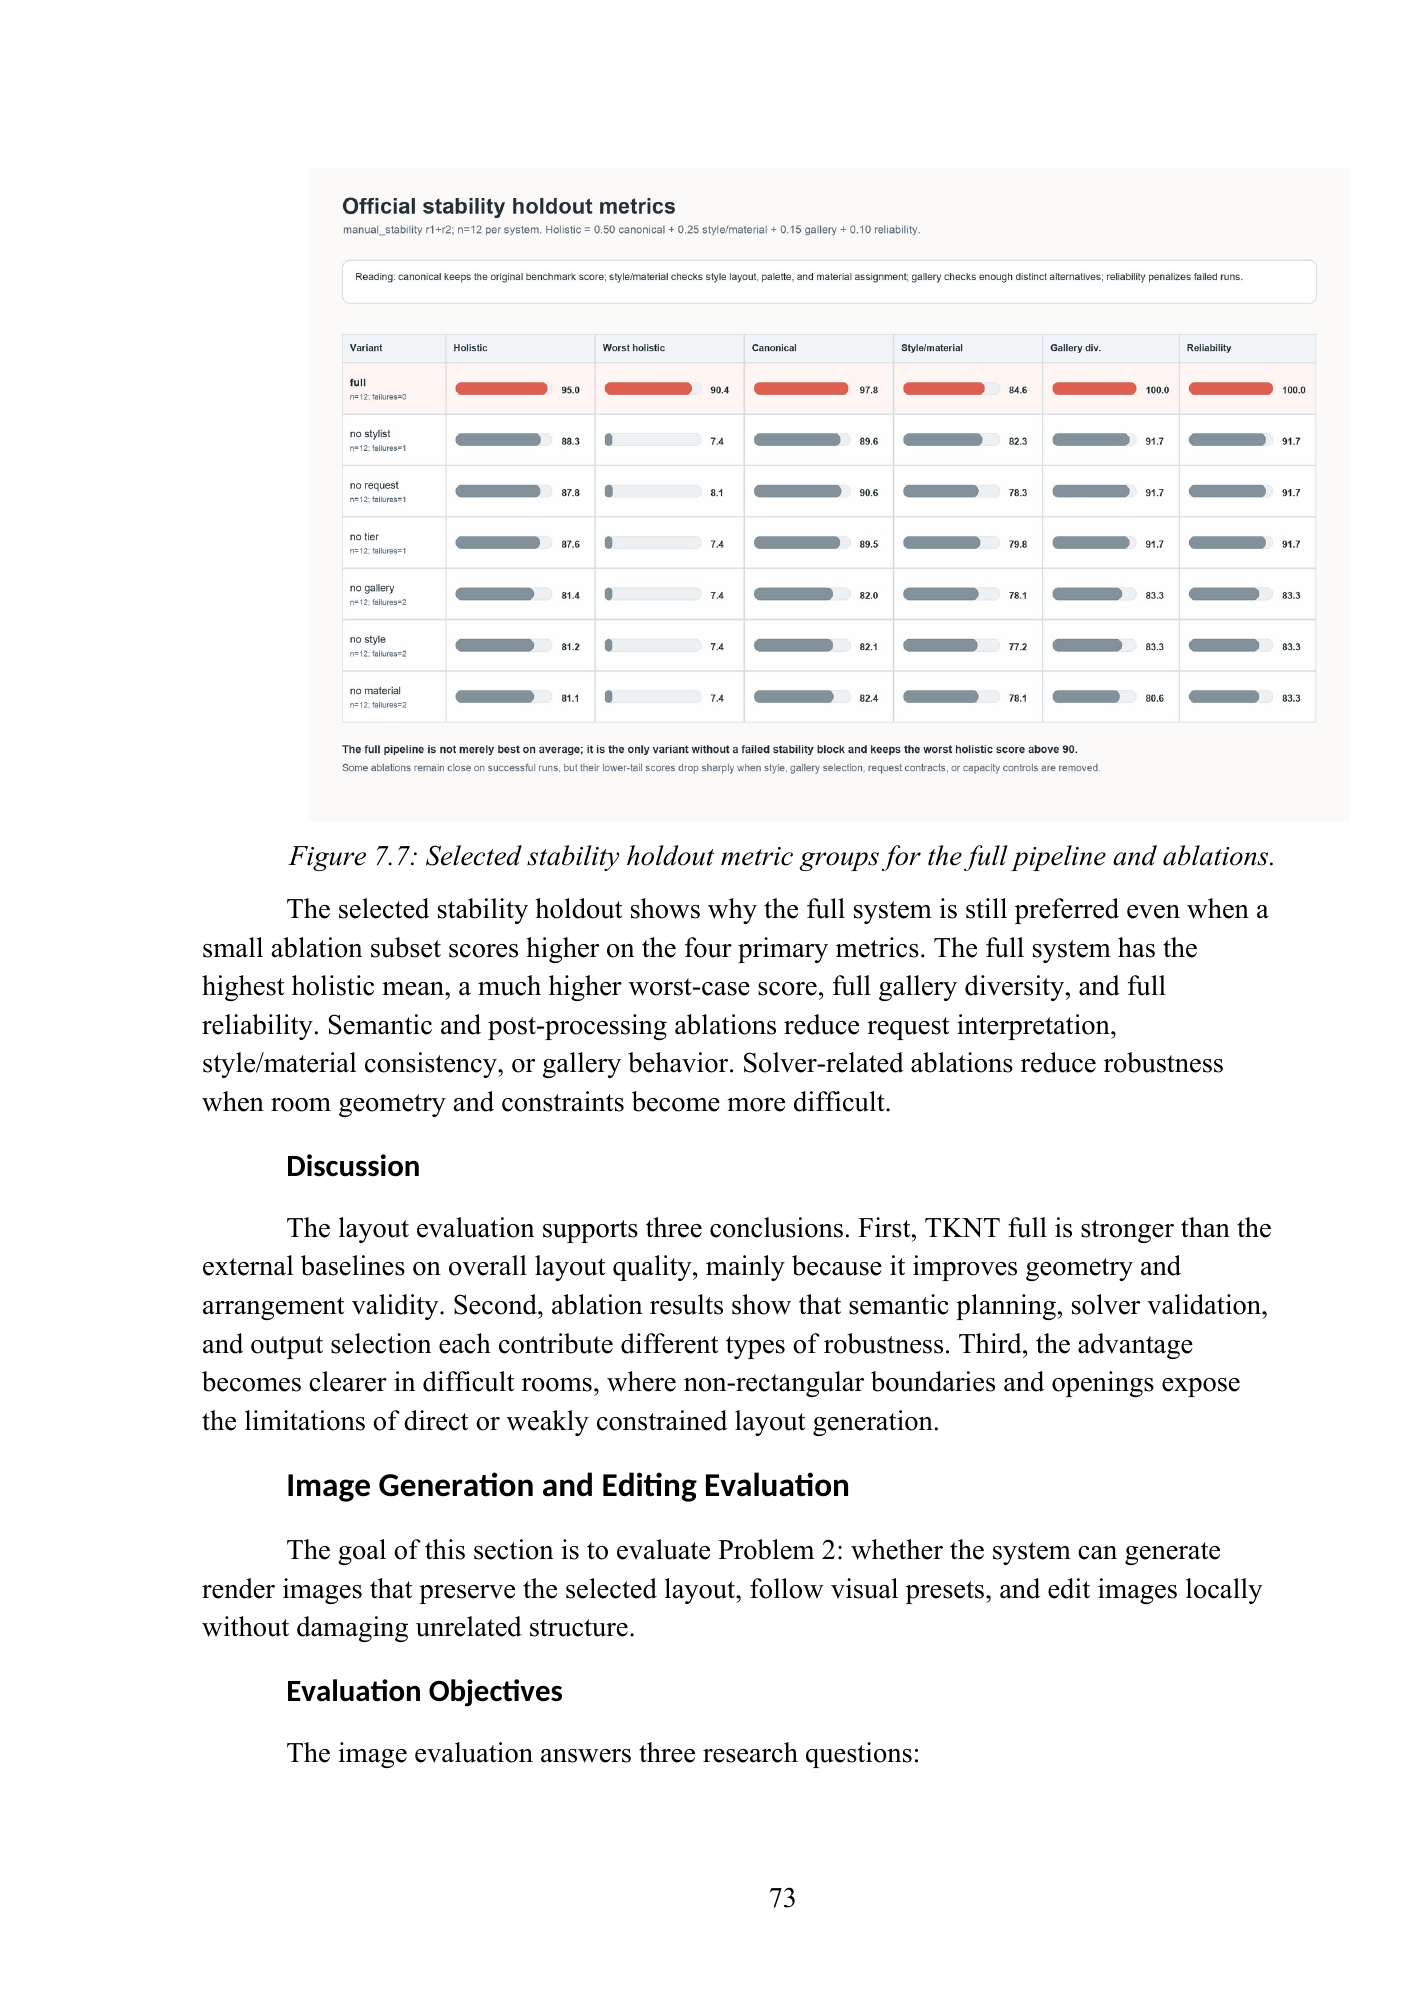 Official stability holdout metrics
manual_stability r1+r2; n=12 per system. Holistic = 0.50 canonical + 0.25 style/material + 0.15 gallery + 0.10 reliability.
Reading: canonical keeps the original benchmark score; style/material checks style layout, palette, and material assignment; gallery checks enough distinct alternatives; reliability penalizes failed runs.
Variant Holistic Worst holistic Canonical Style/material Gallery div. Reliability
full 95.0 90.4 97.8 84.6 100.0 100.0
n=12; failures=0
no stylist 88.3 7.4 89.6 82.3 91.7 91.7
n=12; failures=1
no request 87.8 8.1 90.6 78.3 91.7 91.7
n=12; failures=1
no tier 87.6 7.4 89.5 79.8 91.7 91.7
n=12; failures=1
no gallery 81.4 7.4 82.0 78.1 83.3 83.3
n=12; failures=2
no style 81.2 7.4 82.1 77.2 83.3 83.3
n=12; failures=2
no material 81.1 7.4 82.4 78.1 80.6 83.3
n=12; failures=2
The full pipeline is not merely best on average; it is the only variant without a failed stability block and keeps the worst holistic score above 90.
Some ablations remain close on successful runs, but their lower-tail scores drop sharply when style, gallery selection, request contracts, or capacity controls are removed.
Figure 7.7: Selected stability holdout metric groups for the full pipeline and ablations.
The selected stability holdout shows why the full system is still preferred even when a
small ablation subset scores higher on the four primary metrics. The full system has the
highest holistic mean, a much higher worst-case score, full gallery diversity, and full
reliability. Semantic and post-processing ablations reduce request interpretation,
style/material consistency, or gallery behavior. Solver-related ablations reduce robustness
when room geometry and constraints become more difficult.
Discussion
The layout evaluation supports three conclusions. First, TKNT full is stronger than the
external baselines on overall layout quality, mainly because it improves geometry and
arrangement validity. Second, ablation results show that semantic planning, solver validation,
and output selection each contribute different types of robustness. Third, the advantage
becomes clearer in difficult rooms, where non-rectangular boundaries and openings expose
the limitations of direct or weakly constrained layout generation.
Image Generation and Editing Evaluation
The goal of this section is to evaluate Problem 2: whether the system can generate
render images that preserve the selected layout, follow visual presets, and edit images locally
without damaging unrelated structure.
Evaluation Objectives
The image evaluation answers three research questions:
73